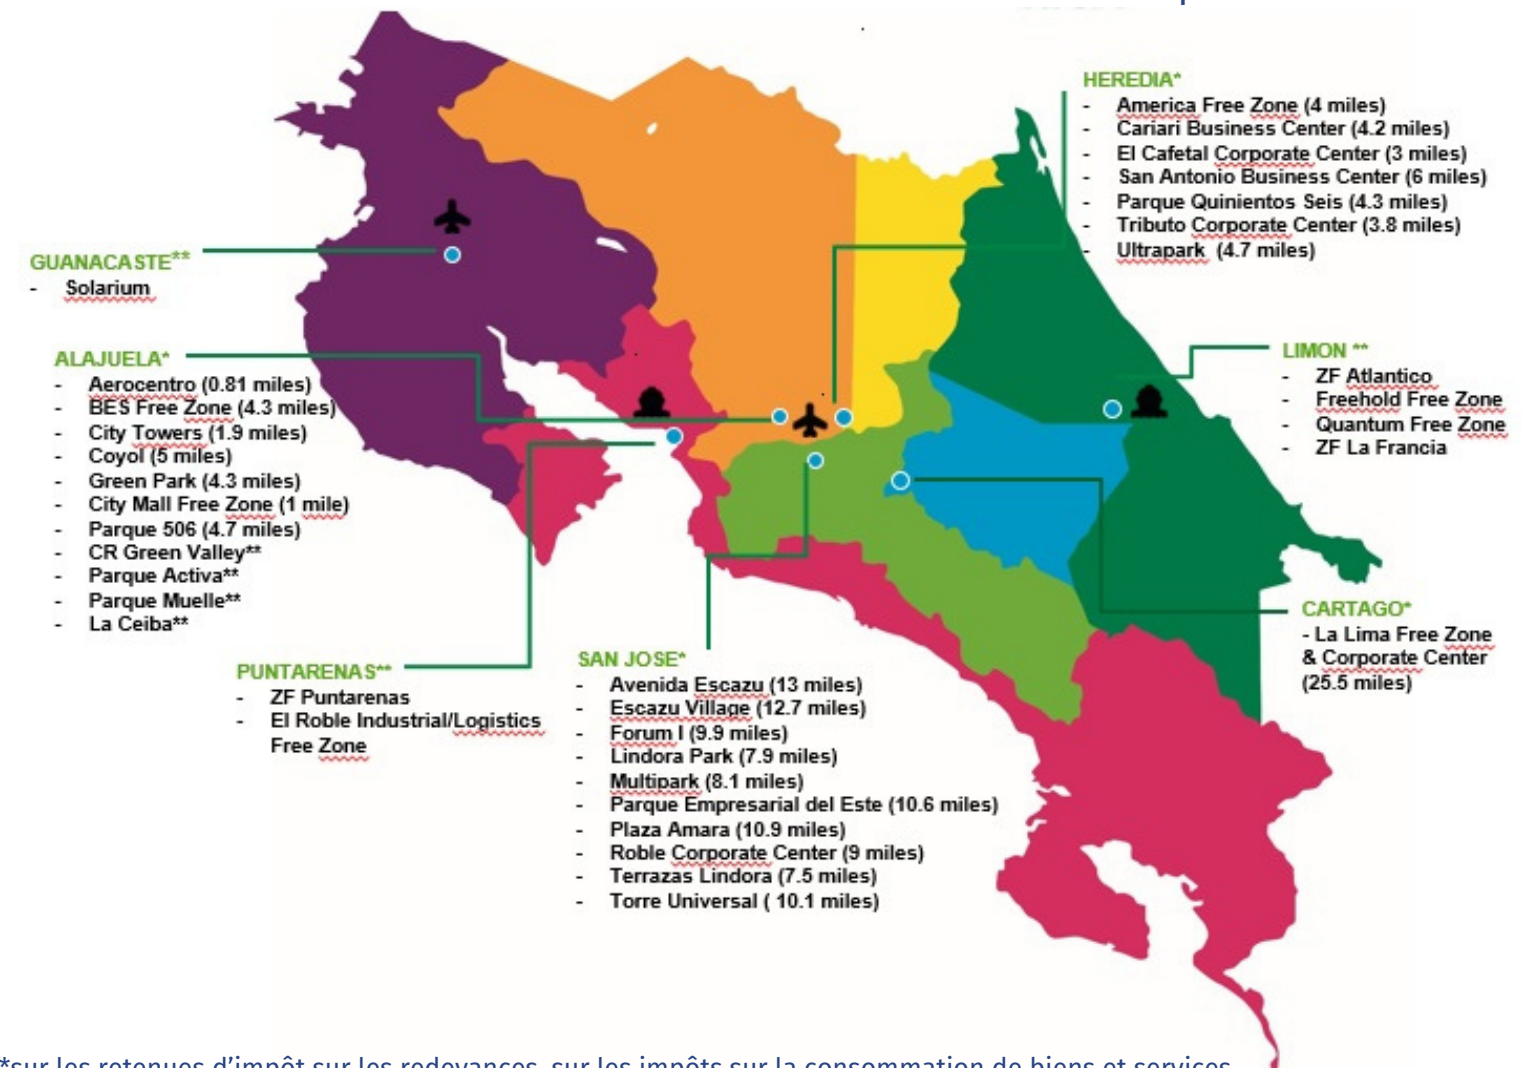 HEREDIA*
- America Free Zone (4 miles)
- Cariari Business Center (4.2 miles)
- El Cafetal Corporate Center (3 miles)
- San Antonio Business Center (6 miles)
- Parque Quinientos Seis (4.3 miles)
- Tributo Corporate Center (3.8 miles)
- Ultrapark (4.7 miles)
GUANACASTE**
- Solarium
ALAJUELA*
- Aerocentro (0.81 miles)
- BES Free Zone (4.3 miles)
- City Towers (1.9 miles)
- Coyol (5 miles)
- Green Park (4.3 miles)
- City Mall Free Zone (1 mile)
- Parque 506 (4.7 miles)
- CR Green Valley**
- Parque Activa**
- Parque Muelle**
- La Ceiba**
LIMON **
- ZF Atlantico
- Freehold Free Zone
- Quantum Free Zone
- ZF La Francia
CARTAGO*
- La Lima Free Zone
& Corporate Center
(25.5 miles)
PUNTARENAS**
- ZF Puntarenas
- El Roble Industrial/Logistics
Free Zone
SAN JOSE*
- Avenida Escazu (13 miles)
- Escazu Village (12.7 miles)
- Forum I (9.9 miles)
- Lindora Park (7.9 miles)
- Multipark (8.1 miles)
- Parque Empresarial del Este (10.6 miles)
- Plaza Amara (10.9 miles)
- Roble Corporate Center (9 miles)
- Terrazas Lindora (7.5 miles)
- Torre Universal ( 10.1 miles)
*sur les retenues d'impôt sur les redevances, sur les impôts sur la consommation de biens et services